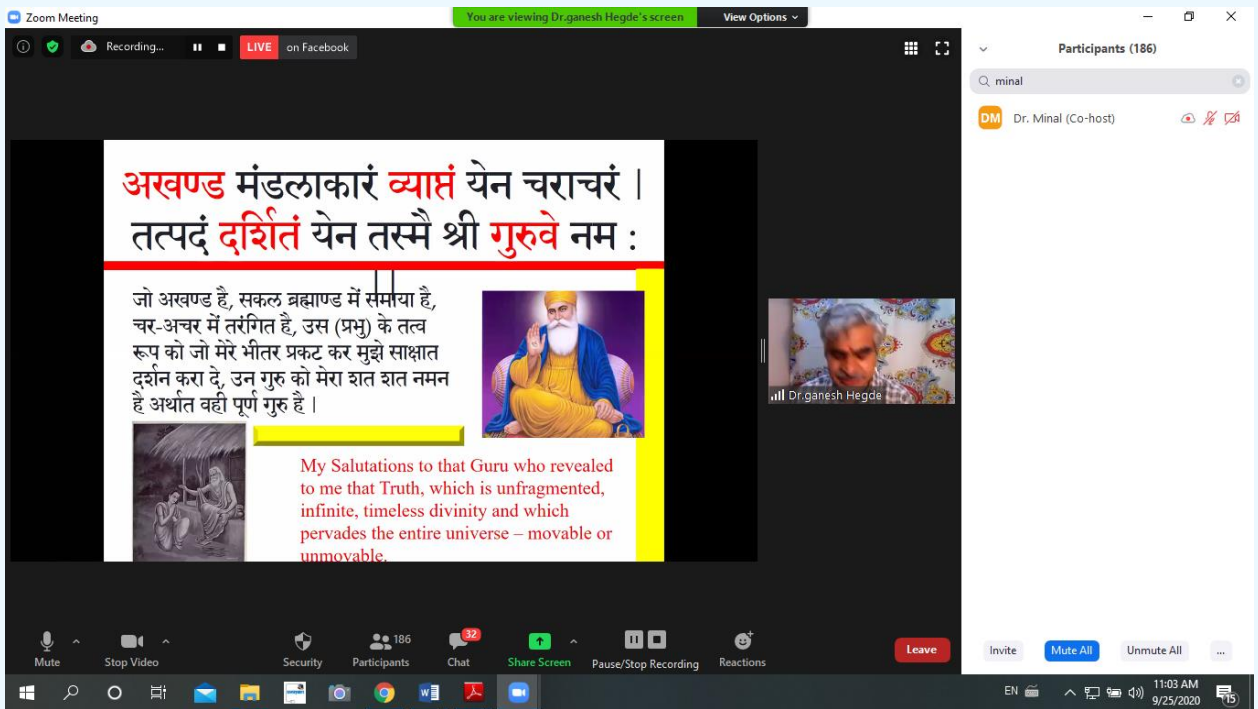 Zoom Meeting
You are viewing Dr.ganesh Hegde's screen
View Options
Recording...
LIVE on Facebook
अखण्ड मंडलाकारं व्याप्तं येन चराचरं |
तत्पदं दर्शितं येन तस्मै श्री गुरुवे नम :
||
जो अखण्ड है, सकल ब्रह्माण्ड में समाया है,
चर-अचर में तरंगित है, उस (प्रभु) के तत्व
रूप को जो मेरे भीतर प्रकट कर मुझे साक्षात
दर्शन करा दे, उन गुरु को मेरा शत शत नमन
है अर्थात वही पूर्ण गुरु है |
My Salutations to that Guru who revealed
to me that Truth, which is unfragmented,
infinite, timeless divinity and which
pervades the entire universe – movable or
unmovable.
Dr.ganesh Hegde
Participants (186)
minal
DM Dr. Minal (Co-host)
Mute
Stop Video
Security
186
Participants
32
Chat
Share Screen
Pause/Stop Recording
Reactions
Leave
Invite
Mute All
Unmute All
...
EN
11:03 AM
9/25/2020
15